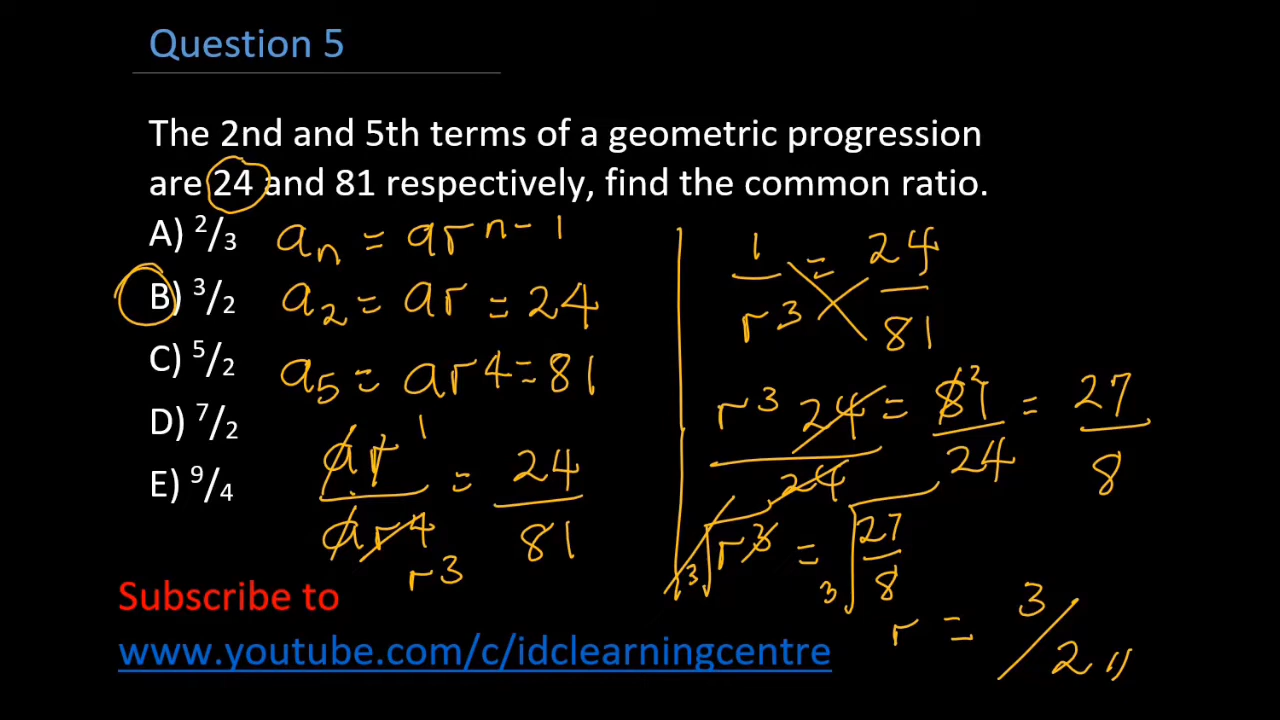 Question 5
The 2nd and 5th terms of a geometric progression
are 24 and 81 respectively, find the common ratio.
A) 2/3
B) 3/2
C) 5/2
D) 7/2
E) 9/4
aₙ = arⁿ⁻¹
a₂ = ar = 24
a₅ = ar⁴ = 81
ar/ar⁴ = 24/81
1
r³
1/r³ = 24/81
r³ 24/24 = 81/24 = 27/8
³√r³ = ³√27/8
r = 3/2 "
Subscribe to
www.youtube.com/c/idclearningcentre